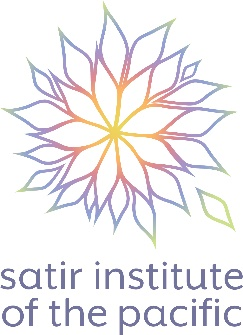 satir institute
of the pacific